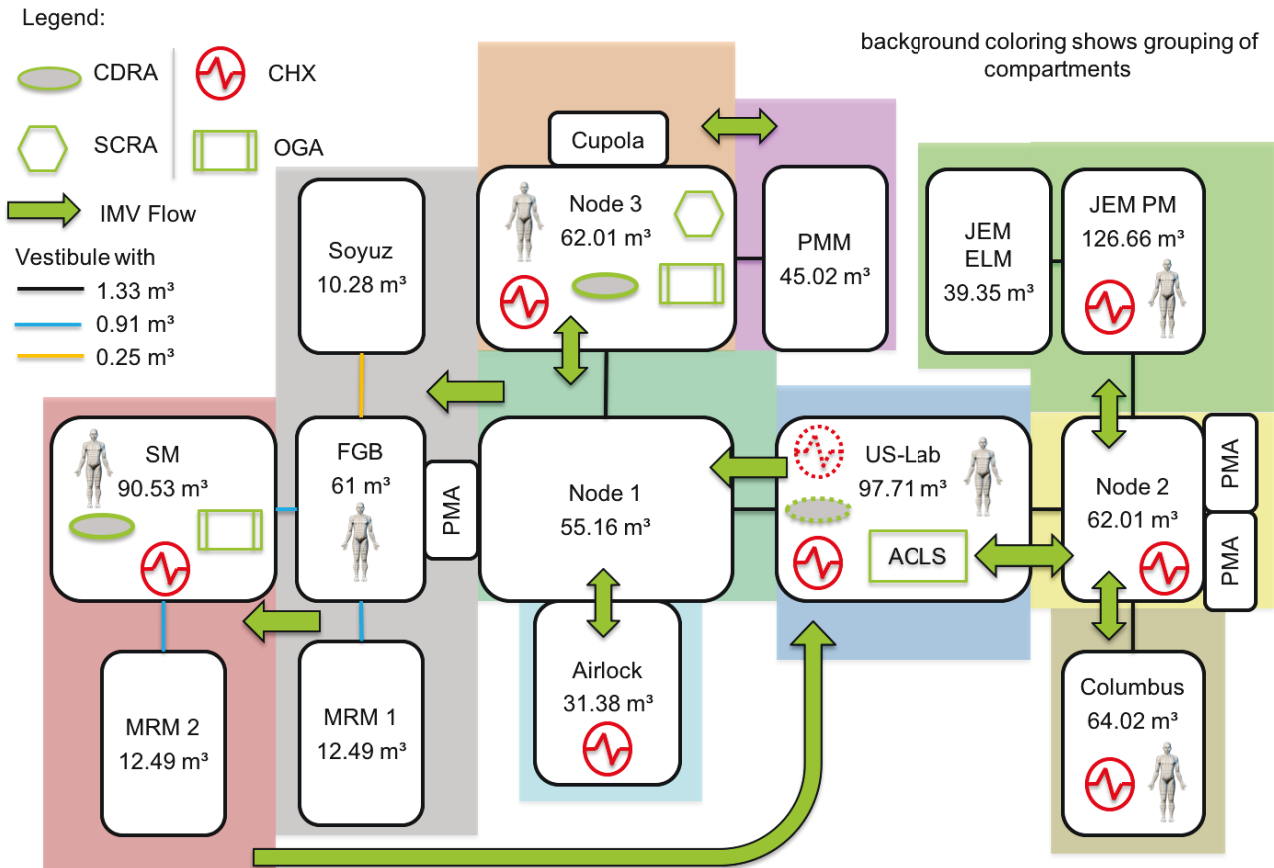 Legend:
CDRA
CHX
SCRA
OGA
IMV Flow
Vestibule with
1.33 m³
0.91 m³
0.25 m³
background coloring shows grouping of
compartments
Cupola
Node 3
62.01 m³
PMM
45.02 m³
JEM
ELM
39.35 m³
JEM PM
126.66 m³
Soyuz
10.28 m³
SM
90.53 m³
FGB
61 m³
PMA
Node 1
55.16 m³
US-Lab
97.71 m³
ACLS
Node 2
62.01 m³
PMA
PMA
MRM 2
12.49 m³
MRM 1
12.49 m³
Airlock
31.38 m³
Columbus
64.02 m³